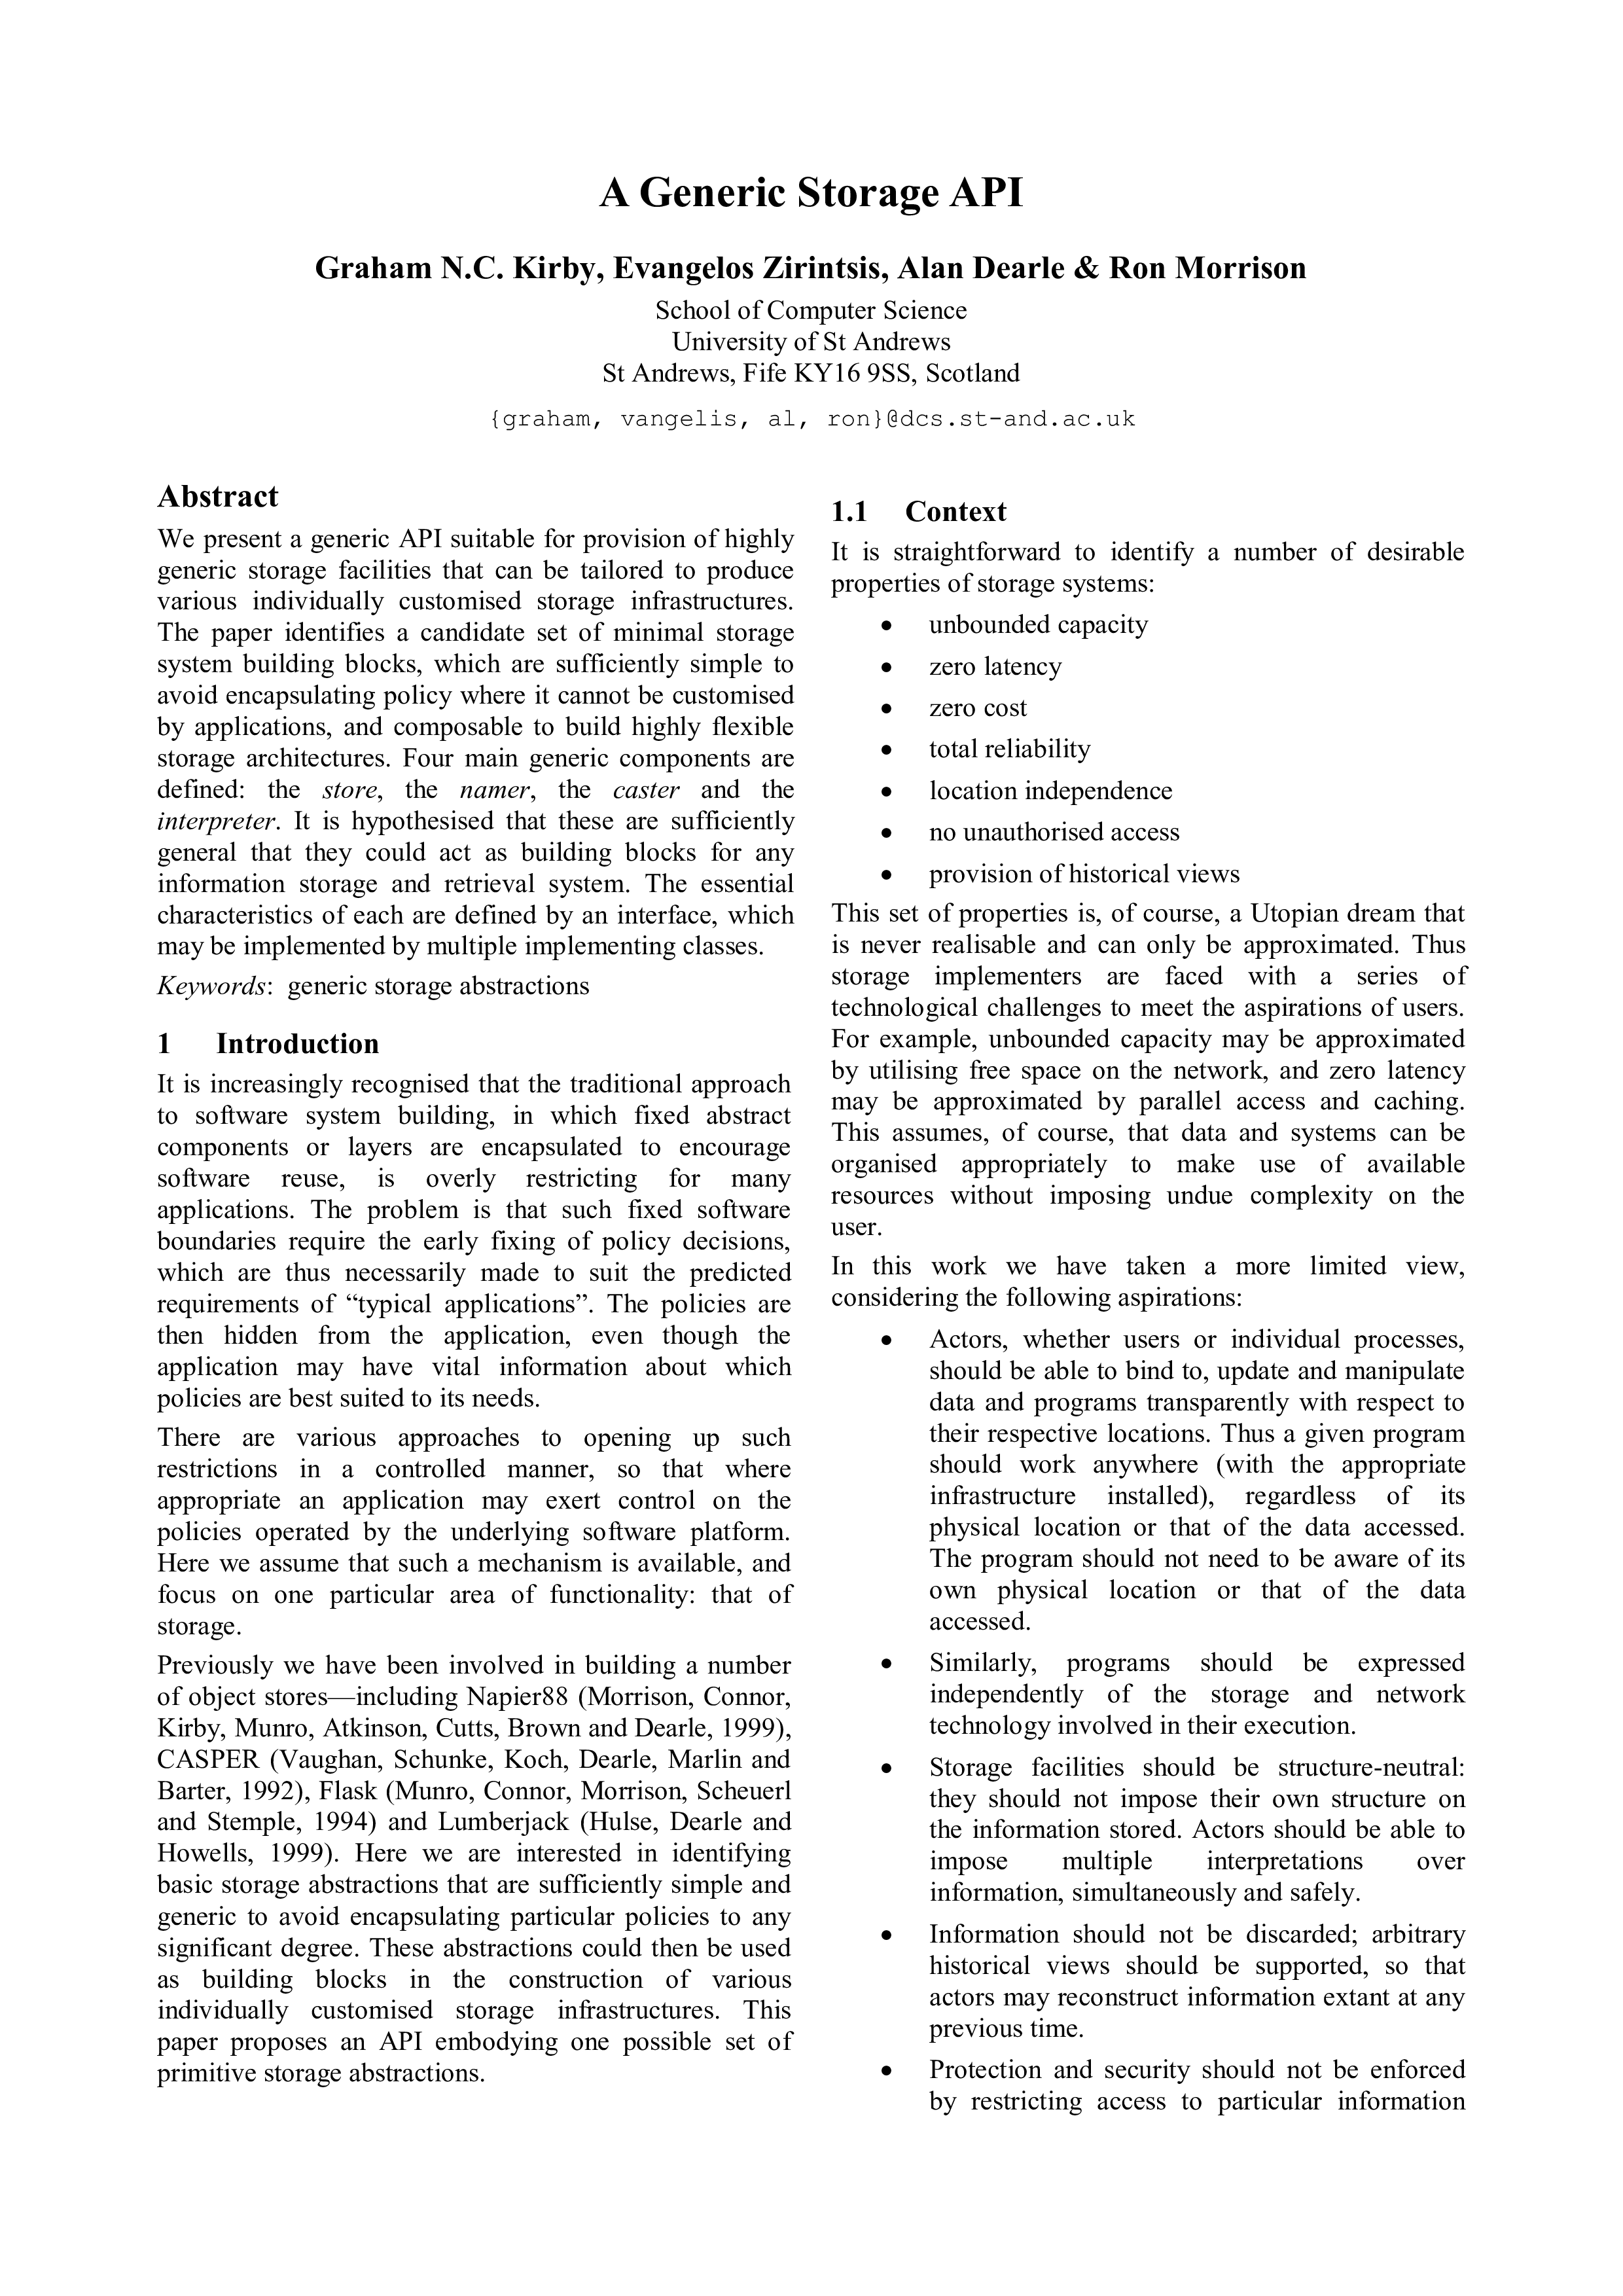 A Generic Storage API
Graham N.C. Kirby, Evangelos Zirintsis, Alan Dearle & Ron Morrison
School of Computer Science
University of St Andrews
St Andrews, Fife KY16 9SS, Scotland
{graham, vangelis, al, ron}@dcs.st-and.ac.uk
Abstract
We present a generic API suitable for provision of highly
generic storage facilities that can be tailored to produce
various individually customised storage infrastructures.
The paper identifies a candidate set of minimal storage
system building blocks, which are sufficiently simple to
avoid encapsulating policy where it cannot be customised
by applications, and composable to build highly flexible
storage architectures. Four main generic components are
defined: the store, the namer, the caster and the
interpreter. It is hypothesised that these are sufficiently
general that they could act as building blocks for any
information storage and retrieval system. The essential
characteristics of each are defined by an interface, which
may be implemented by multiple implementing classes.
Keywords: generic storage abstractions
1 Introduction
It is increasingly recognised that the traditional approach
to software system building, in which fixed abstract
components or layers are encapsulated to encourage
software reuse, is overly restricting for many
applications. The problem is that such fixed software
boundaries require the early fixing of policy decisions,
which are thus necessarily made to suit the predicted
requirements of “typical applications”. The policies are
then hidden from the application, even though the
application may have vital information about which
policies are best suited to its needs.
There are various approaches to opening up such
restrictions in a controlled manner, so that where
appropriate an application may exert control on the
policies operated by the underlying software platform.
Here we assume that such a mechanism is available, and
focus on one particular area of functionality: that of
storage.
Previously we have been involved in building a number
of object stores—including Napier88 (Morrison, Connor,
Kirby, Munro, Atkinson, Cutts, Brown and Dearle, 1999),
CASPER (Vaughan, Schunke, Koch, Dearle, Marlin and
Barter, 1992), Flask (Munro, Connor, Morrison, Scheuerl
and Stemple, 1994) and Lumberjack (Hulse, Dearle and
Howells, 1999). Here we are interested in identifying
basic storage abstractions that are sufficiently simple and
generic to avoid encapsulating particular policies to any
significant degree. These abstractions could then be used
as building blocks in the construction of various
individually customised storage infrastructures. This
paper proposes an API embodying one possible set of
primitive storage abstractions.
1.1 Context
It is straightforward to identify a number of desirable
properties of storage systems:
• unbounded capacity
• zero latency
• zero cost
• total reliability
• location independence
• no unauthorised access
• provision of historical views
This set of properties is, of course, a Utopian dream that
is never realisable and can only be approximated. Thus
storage implementers are faced with a series of
technological challenges to meet the aspirations of users.
For example, unbounded capacity may be approximated
by utilising free space on the network, and zero latency
may be approximated by parallel access and caching.
This assumes, of course, that data and systems can be
organised appropriately to make use of available
resources without imposing undue complexity on the
user.
In this work we have taken a more limited view,
considering the following aspirations:
• Actors, whether users or individual processes,
should be able to bind to, update and manipulate
data and programs transparently with respect to
their respective locations. Thus a given program
should work anywhere (with the appropriate
infrastructure installed), regardless of its
physical location or that of the data accessed.
The program should not need to be aware of its
own physical location or that of the data
accessed.
• Similarly, programs should be expressed
independently of the storage and network
technology involved in their execution.
• Storage facilities should be structure-neutral:
they should not impose their own structure on
the information stored. Actors should be able to
impose multiple interpretations over
information, simultaneously and safely.
• Information should not be discarded; arbitrary
historical views should be supported, so that
actors may reconstruct information extant at any
previous time.
• Protection and security should not be enforced
by restricting access to particular information